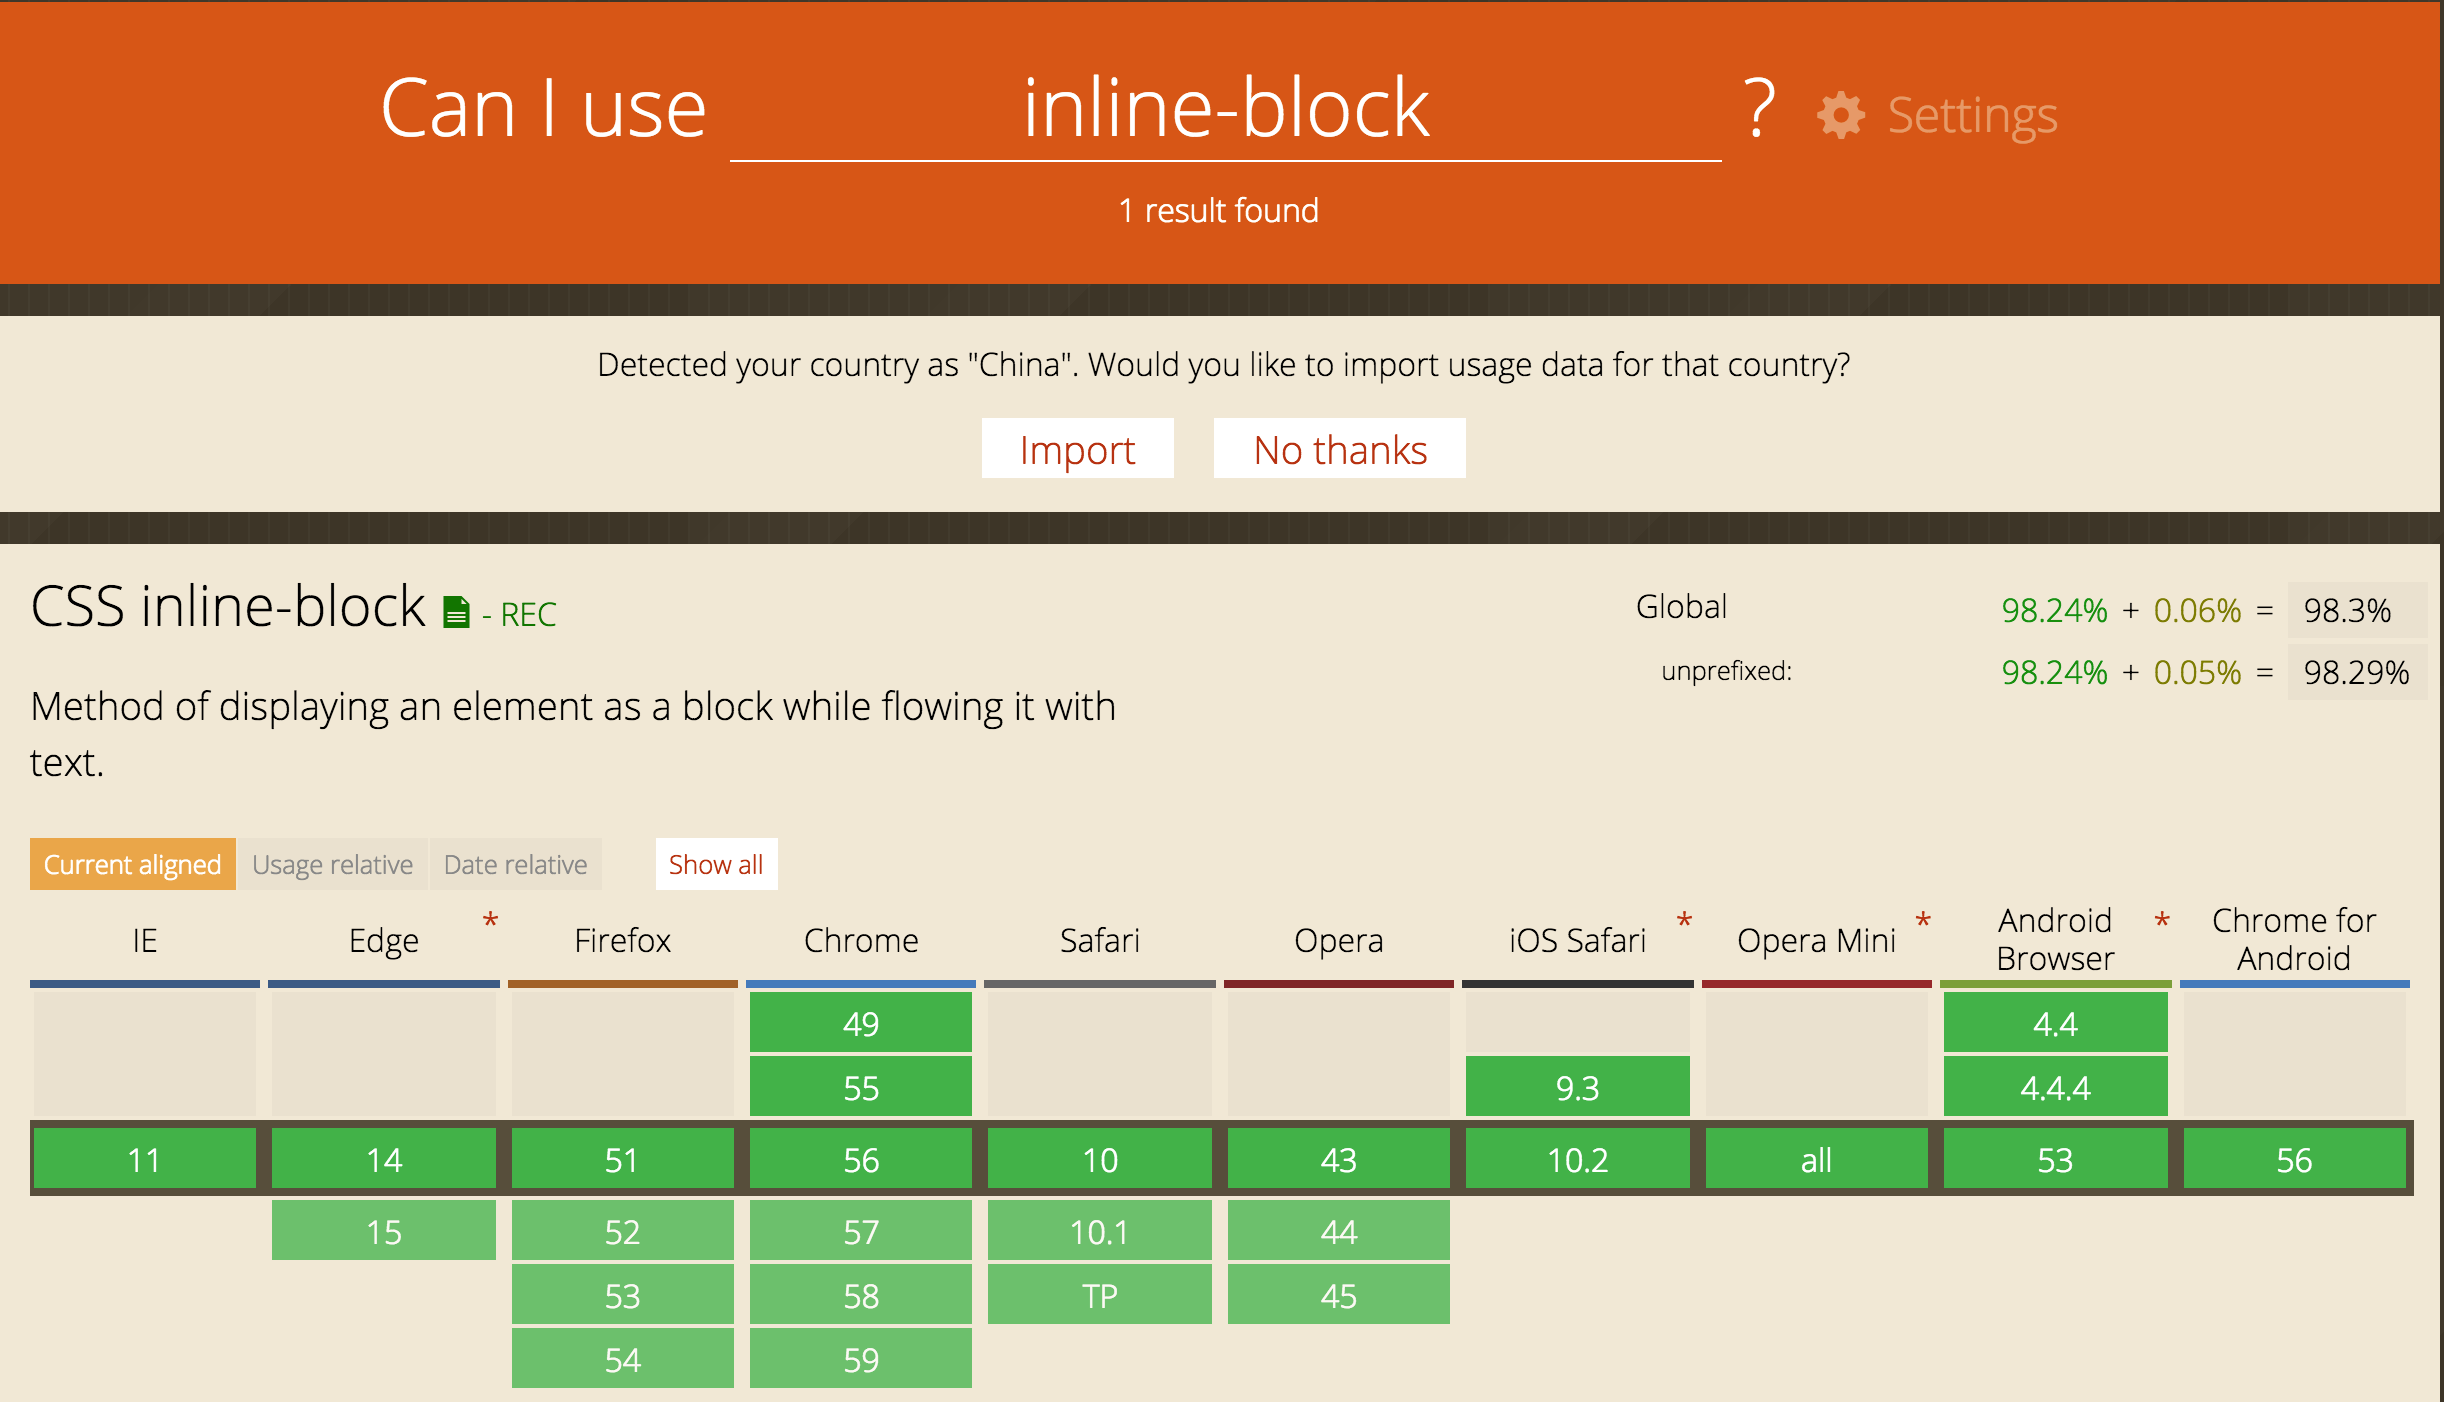 Can I use inline-block ? Settings
1 result found
Detected your country as "China". Would you like to import usage data for that country?
Import No thanks
CSS inline-block - REC
Global 98.24% + 0.06% = 98.3%
unprefixed: 98.24% + 0.05% = 98.29%
Method of displaying an element as a block while flowing it with
text.
Current aligned Usage relative Date relative Show all
IE Edge * Firefox Chrome Safari Opera iOS Safari * Opera Mini * Android Browser * Chrome for Android
49 4.4
55 9.3 4.4.4
11 14 51 56 10 43 10.2 all 53 56
15 52 57 10.1 44
53 58 TP 45
54 59